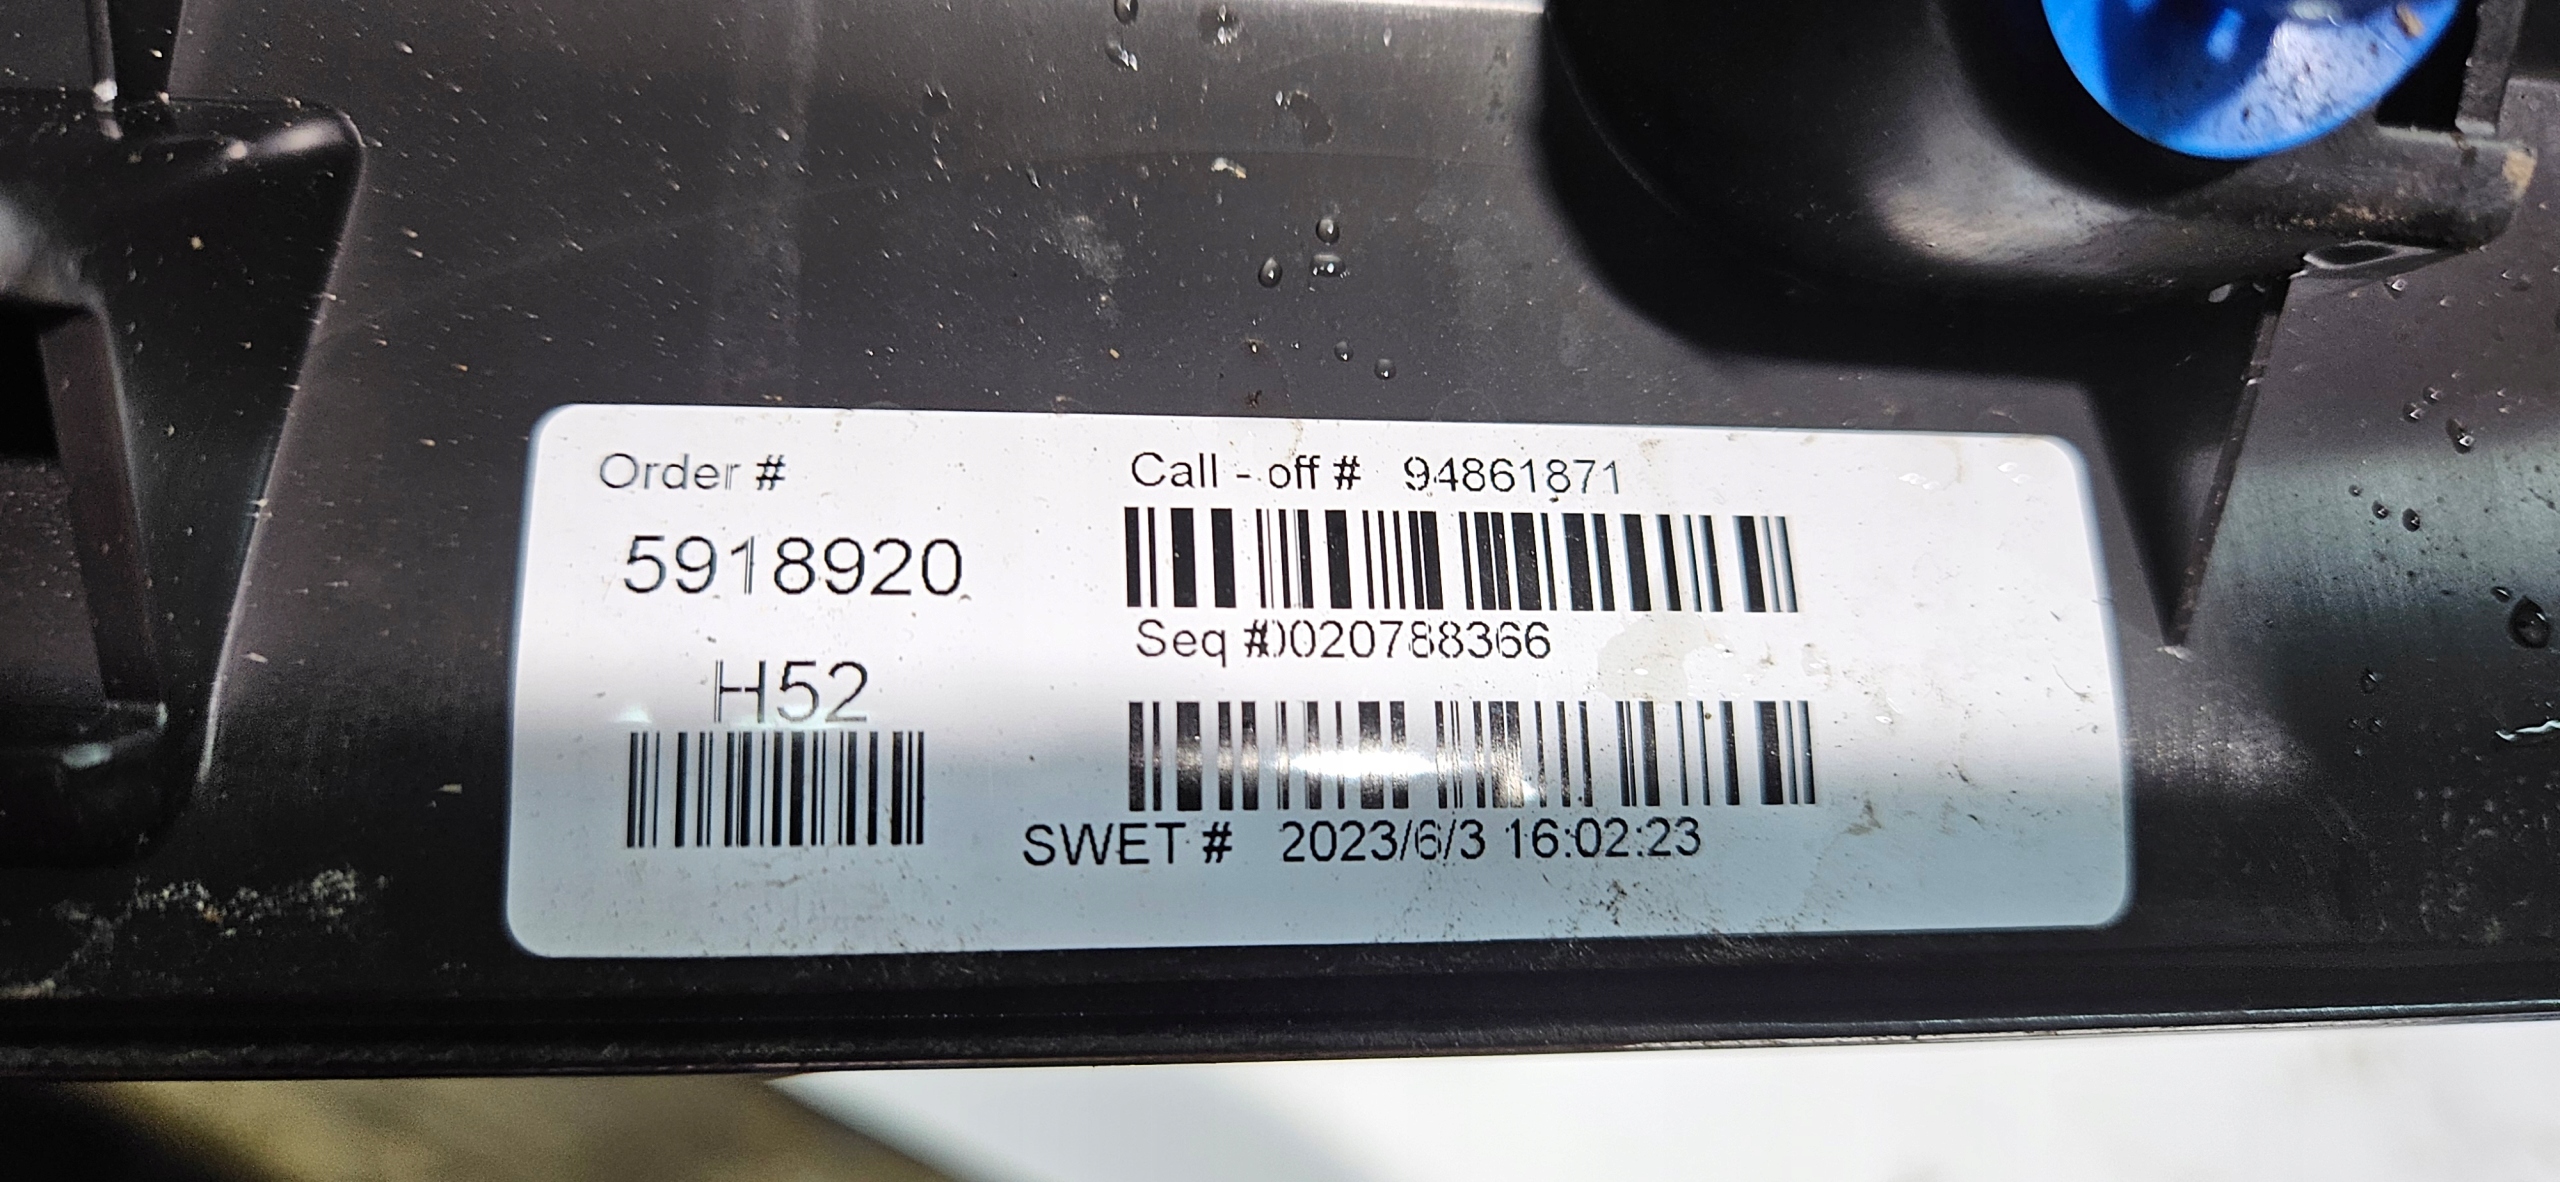 Order #
5918920
H52
Call - off # 94861871
Seq #0020788366
SWET # 2023/6/3 16:02:23